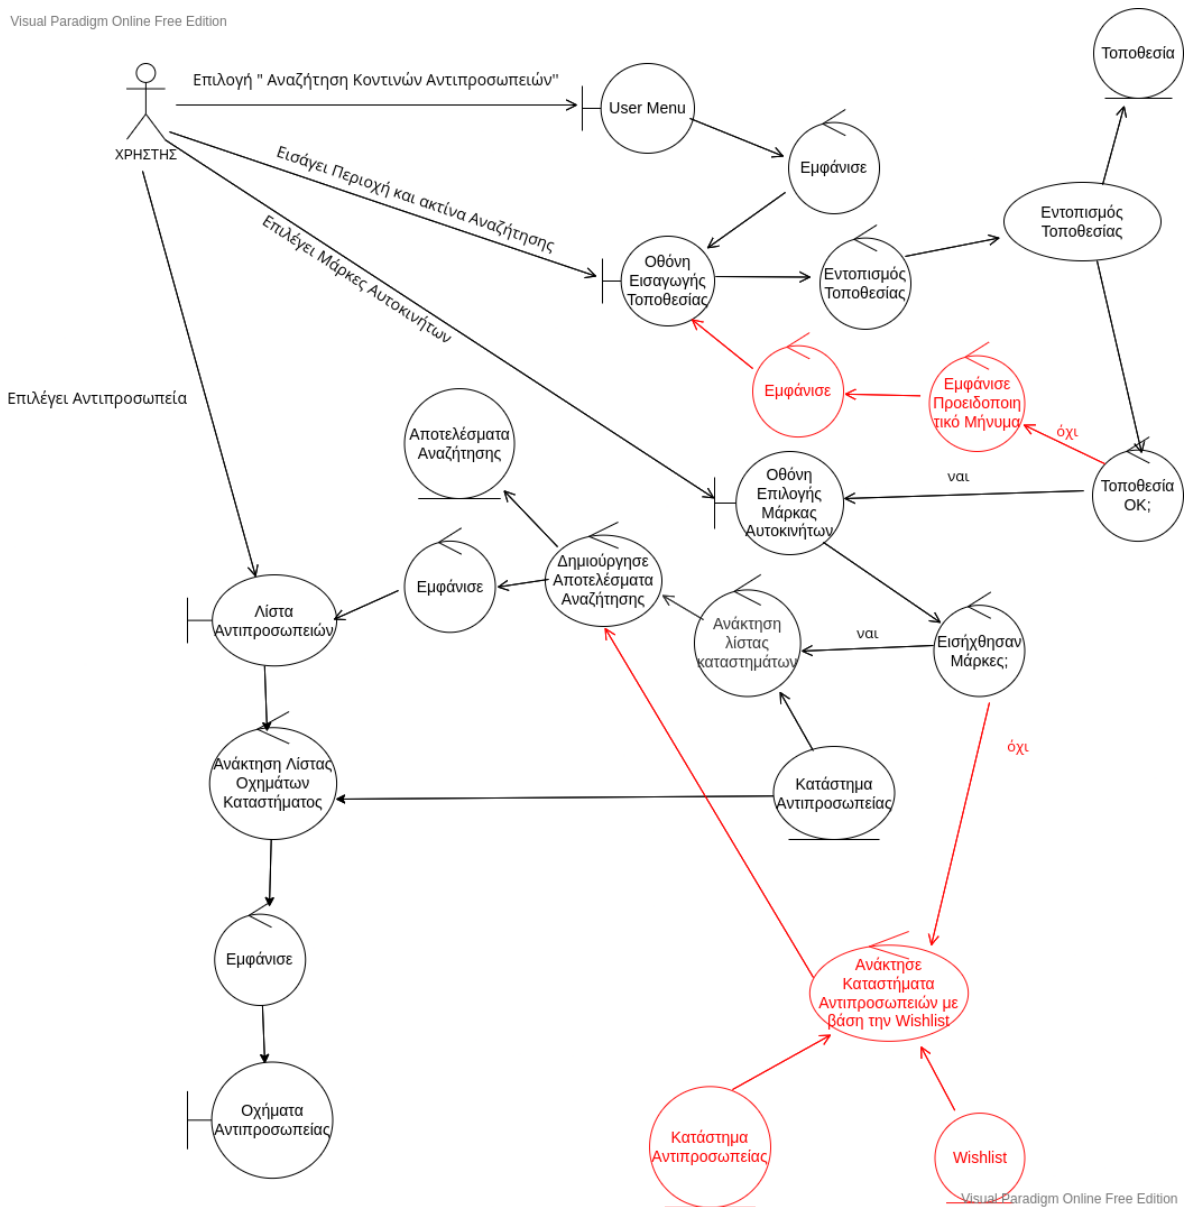 Visual Paradigm Online Free Edition
Τοποθεσία
Επιλογή " Αναζήτηση Κοντινών Αντιπροσωπειών"
User Menu
ΧΡΗΣΤΗΣ
Εμφάνισε
Εισάγει Περιοχή και ακτίνα Αναζήτησης
Επιλέγει Μάρκες Αυτοκινήτων
Εντοπισμός
Τοποθεσίας
Οθόνη
Εισαγωγής
Τοποθεσίας
Εντοπισμός
Τοποθεσίας
Εμφάνισε
Εμφάνισε
Προειδοποιη
τικό Μήνυμα
όχι
Επιλέγει Αντιπροσωπεία
Αποτελέσματα
Αναζήτησης
Οθόνη
Επιλογής
Μάρκας
Αυτοκινήτων
ναι
Τοποθεσία
ΟΚ;
Εμφάνισε
Δημιούργησε
Αποτελέσματα
Αναζήτησης
Λίστα
Αντιπροσωπειών
Ανάκτηση
λίστας
καταστημάτων
ναι
Εισήχθησαν
Μάρκες;
όχι
Ανάκτηση Λίστας
Οχημάτων
Καταστήματος
Κατάστημα
Αντιπροσωπείας
Εμφάνισε
Ανάκτησε
Καταστήματα
Αντιπροσωπειών με
βάση την Wishlist
Οχήματα
Αντιπροσωπείας
Κατάστημα
Αντιπροσωπείας
Wishlist
Visual Paradigm Online Free Edition